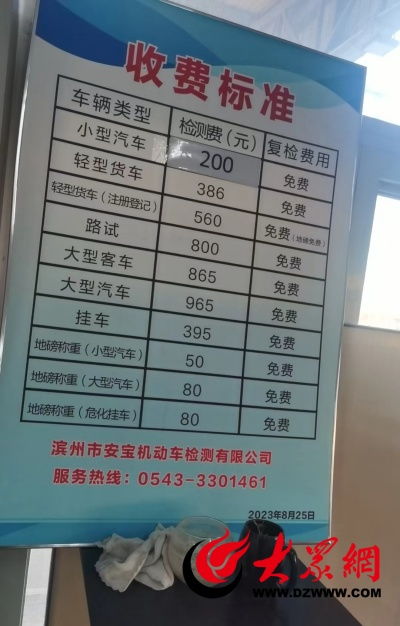 收费标准
车辆类型 检测费（元） 复检费用
小型汽车 200 免费
轻型货车 386 免费
轻型货车（注册登记） 560 免费（地磅免费）
路试 800 免费
大型客车 865 免费
大型汽车 965 免费
挂车 395 免费
地磅称重（小型汽车） 50 免费
地磅称重（大型汽车） 80 免费
地磅称重（危化挂车） 80 免费
滨州市安宝机动车检测有限公司
服务热线：0543-3301461
2023年8月25日
大眾網
WWW.DZWWW.COM